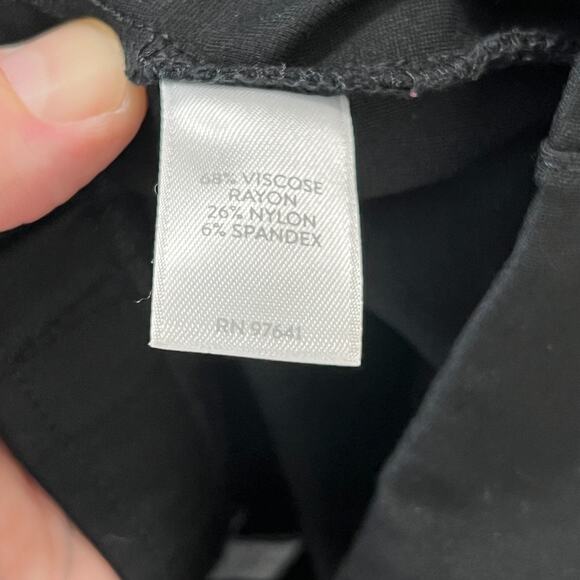 68% VISCOSE
RAYON
26% NYLON
6% SPANDEX
RN 97641